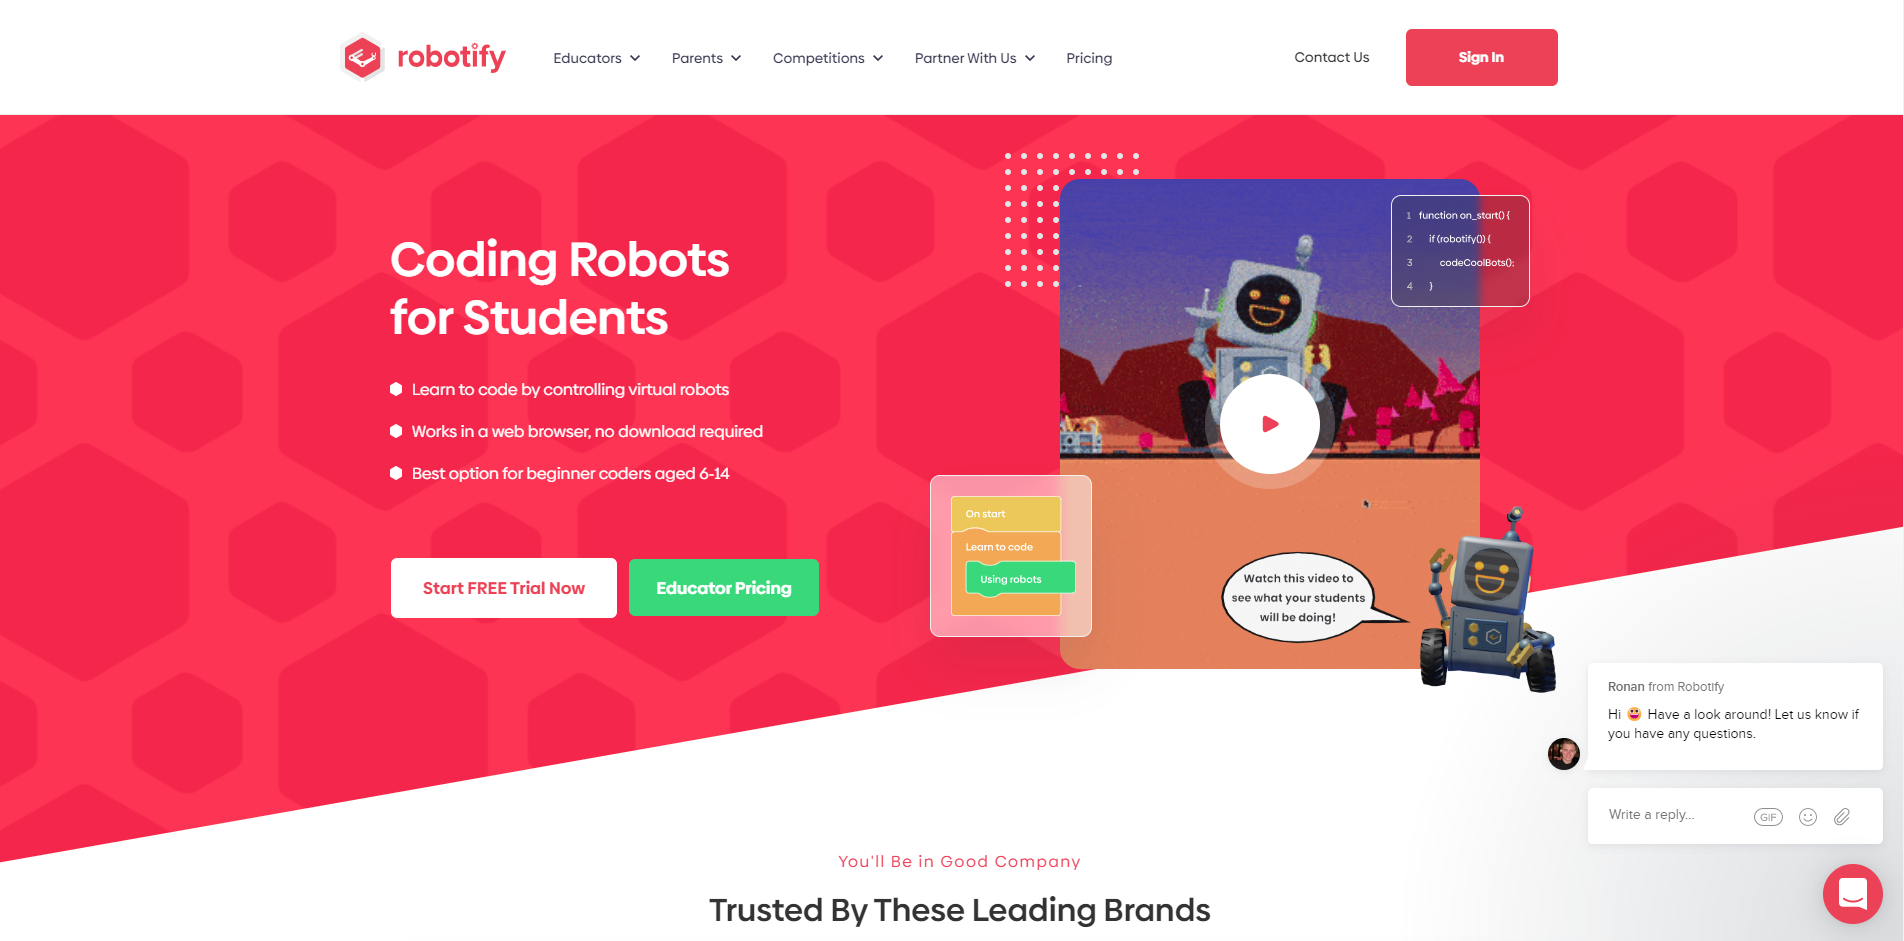 robotify
Educators
Parents
Competitions
Partner With Us
Pricing
Contact Us
Sign In
Coding Robots
for Students
Learn to code by controlling virtual robots
Works in a web browser, no download required
Best option for beginner coders aged 6-14
Start FREE Trial Now
Educator Pricing
1 function on_start() {
2 if (robotify()) {
3 codeCoolBots();
4 }
On start
Learn to code
Using robots
Watch this video to
see what your students
will be doing!
Ronan from Robotify
Hi 😀 Have a look around! Let us know if
you have any questions.
Write a reply...
GIF
You'll Be in Good Company
Trusted By These Leading Brands